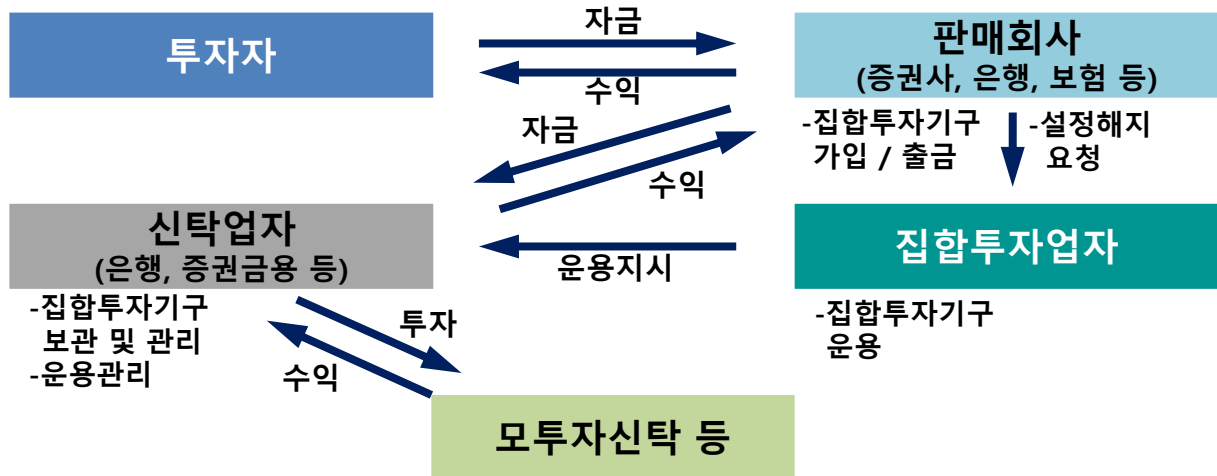 투자자
자금
수익
판매회사
(증권사, 은행, 보험 등)
-집합투자기구
가입 / 출금
-설정해지
요청
자금
수익
신탁업자
(은행, 증권금용 등)
-집합투자기구
보관 및 관리
-운용관리
운용지시
집합투자업자
-집합투자기구
운용
투자
수익
모투자신탁 등